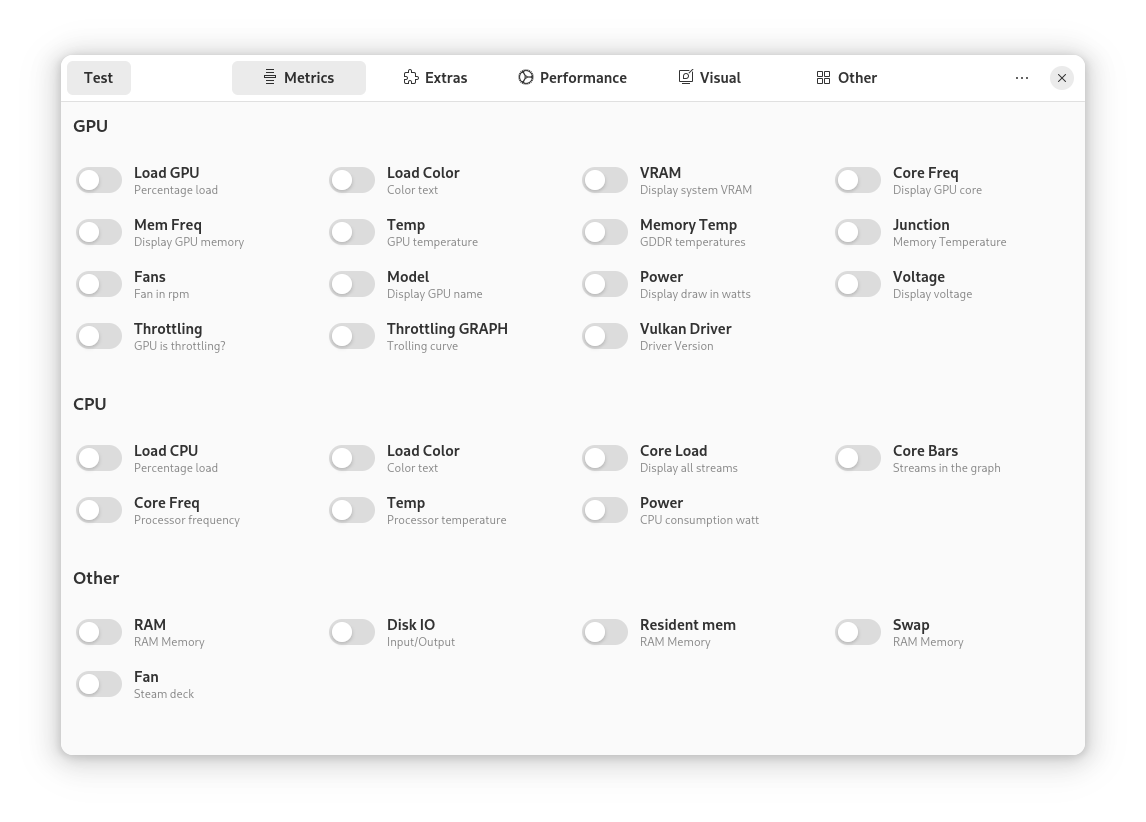 Test
Metrics
Extras
Performance
Visual
Other
GPU
Load GPU
Percentage load
Load Color
Color text
VRAM
Display system VRAM
Core Freq
Display GPU core
Mem Freq
Display GPU memory
Temp
GPU temperature
Memory Temp
GDDR temperatures
Junction
Memory Temperature
Fans
Fan in rpm
Model
Display GPU name
Power
Display draw in watts
Voltage
Display voltage
Throttling
GPU is throttling?
Throttling GRAPH
Trolling curve
Vulkan Driver
Driver Version
CPU
Load CPU
Percentage load
Load Color
Color text
Core Load
Display all streams
Core Bars
Streams in the graph
Core Freq
Processor frequency
Temp
Processor temperature
Power
CPU consumption watt
Other
RAM
RAM Memory
Disk IO
Input/Output
Resident mem
RAM Memory
Swap
RAM Memory
Fan
Steam deck